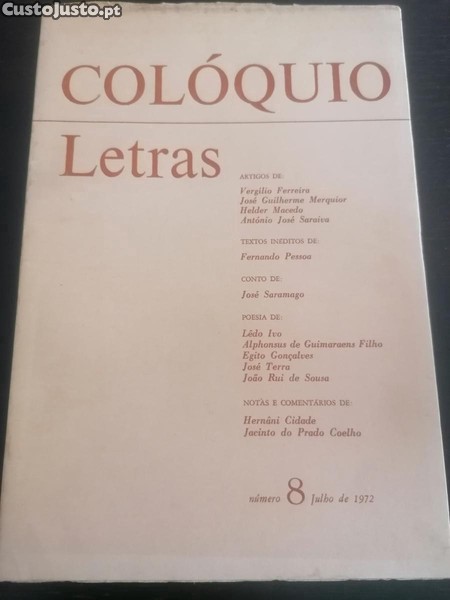 CustoJusto.pt
COLÓQUIO
Letras
ARTIGOS DE:
Vergílio Ferreira
José Guilherme Merquior
Helder Macedo
António José Saraiva
TEXTOS INÉDITOS DE:
Fernando Pessoa
CONTO DE:
José Saramago
POESIA DE:
Lêdo Ivo
Alphonsus de Guimaraens Filho
Egito Gonçalves
José Terra
João Rui de Sousa
NOTAS E COMENTÁRIOS DE:
Hernâni Cidade
Jacinto do Prado Coelho
número 8 Julho de 1972